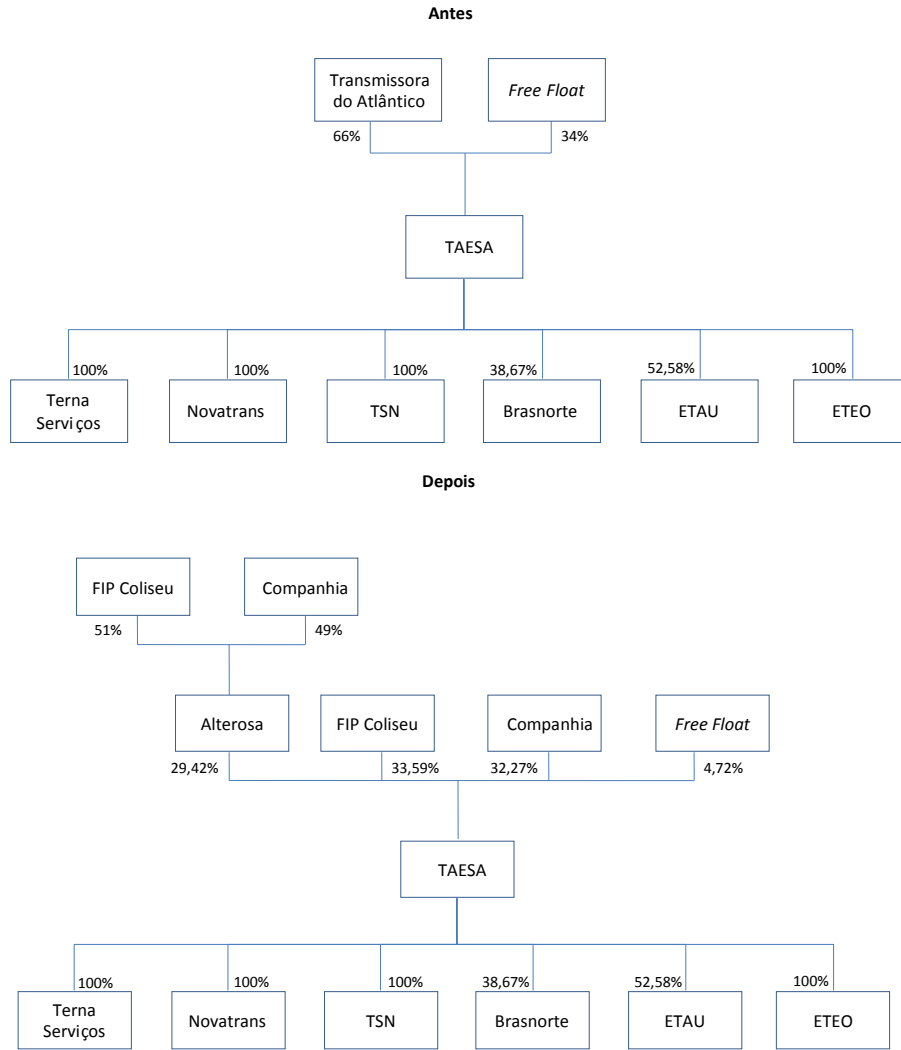 Antes
Transmissora
do Atlântico
Free Float
66%
34%
TAESA
100%
100%
100%
38,67%
52,58%
100%
Terna
Serviços
Novatrans
TSN
Brasnorte
ETAU
ETEO
Depois
FIP Coliseu
Companhia
51%
49%
Alterosa
FIP Coliseu
Companhia
Free Float
29,42%
33,59%
32,27%
4,72%
TAESA
100%
100%
100%
38,67%
52,58%
100%
Terna
Serviços
Novatrans
TSN
Brasnorte
ETAU
ETEO